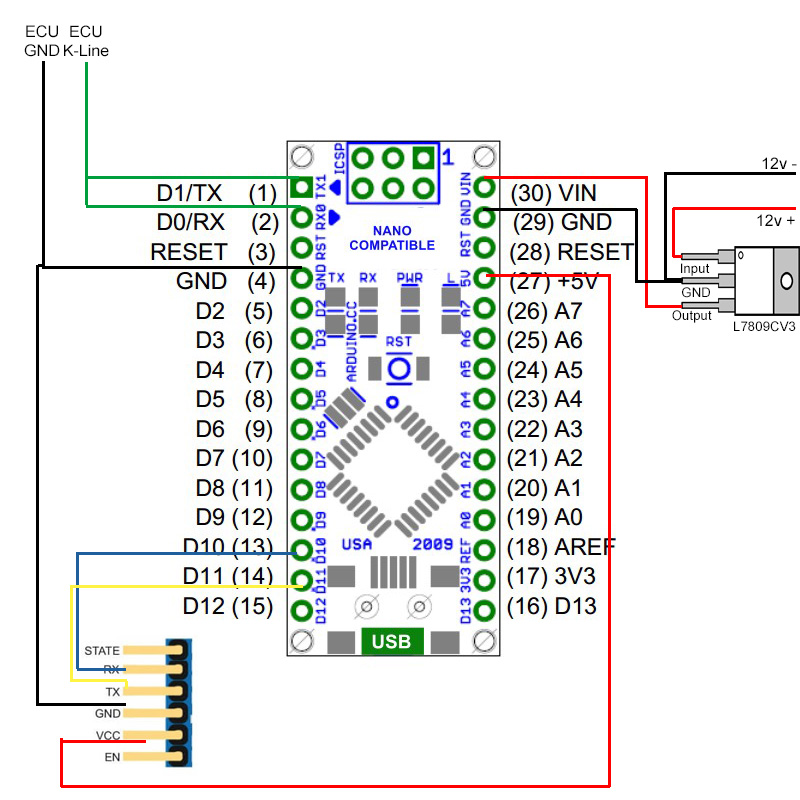 ECU ECU
GND K-Line
12v -
12v +
Input
GND
Output
L7809CV3
D1/TX (1)
D0/RX (2)
RESET (3)
GND (4)
D2 (5)
D3 (6)
D4 (7)
D5 (8)
D6 (9)
D7 (10)
D8 (11)
D9 (12)
D10 (13)
D11 (14)
D12 (15)
ICSP
1
TX1
RX0
RST
GND
D2
D3
D4
D5
D6
D7
D8
D9
D10
D11
D12
NANO
COMPATIBLE
TX RX PWR L
ARDUINO.CC
RST
USA 2009
USB
VIN
GND
RST
5V
A7
A6
A5
A4
A3
A2
A1
A0
REF
3V3
D13
(30) VIN
(29) GND
(28) RESET
(27) +5V
(26) A7
(25) A6
(24) A5
(23) A4
(22) A3
(21) A2
(20) A1
(19) A0
(18) AREF
(17) 3V3
(16) D13
STATE
RX
TX
GND
VCC
EN